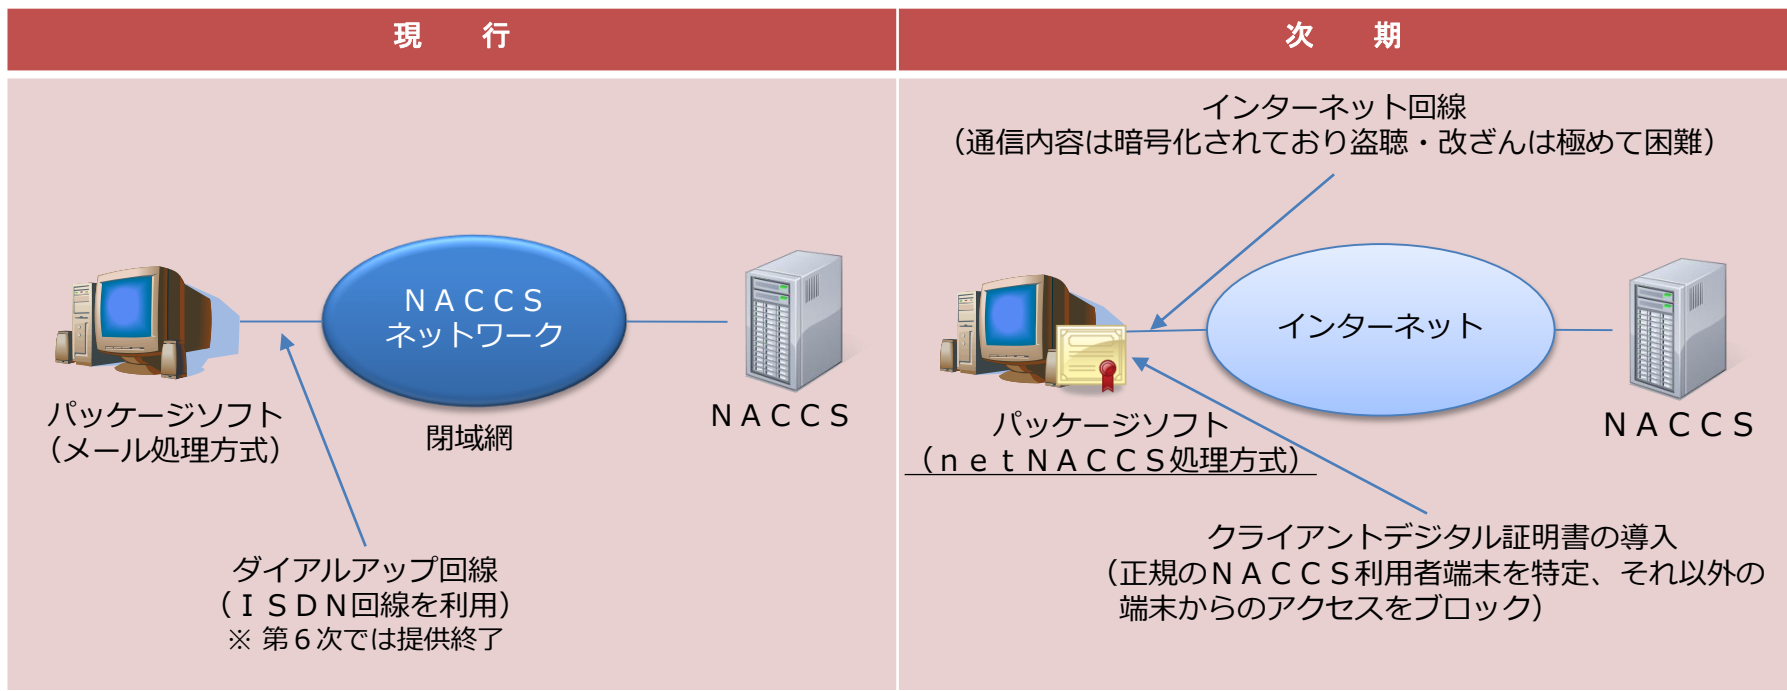 現　行
ＮＡＣＣＳ
ネットワーク
パッケージソフト
（メール処理方式）
閉域網
ＮＡＣＣＳ
ダイアルアップ回線
（ＩＳＤＮ回線を利用）
※ 第６次では提供終了
次　期
インターネット回線
（通信内容は暗号化されており盗聴・改ざんは極めて困難）
インターネット
パッケージソフト
（ｎｅｔＮＡＣＣＳ処理方式）
ＮＡＣＣＳ
クライアントデジタル証明書の導入
（正規のＮＡＣＣＳ利用者端末を特定、それ以外の
端末からのアクセスをブロック）